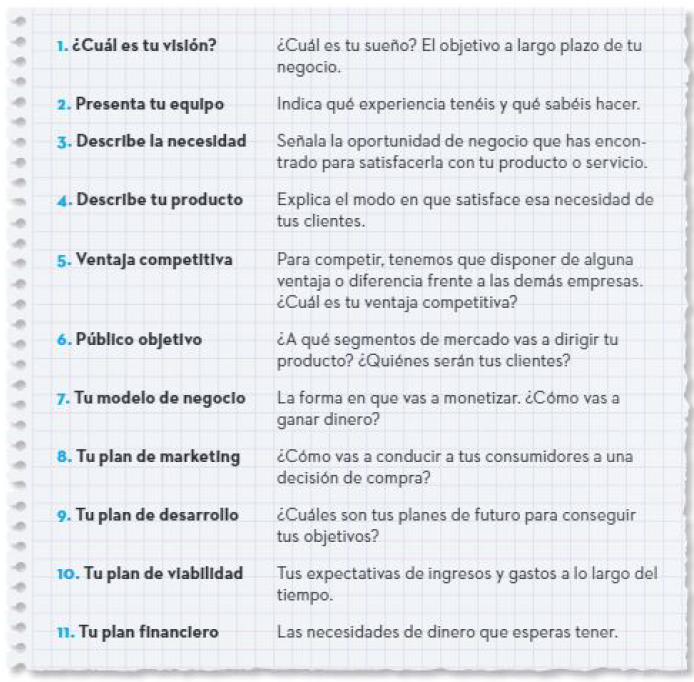 1. ¿Cuál es tu visión? ¿Cuál es tu sueño? El objetivo a largo plazo de tu
negocio.
2. Presenta tu equipo Indica qué experiencia tenéis y qué sabéis hacer.
3. Describe la necesidad Señala la oportunidad de negocio que has encon-
trado para satisfacerla con tu producto o servicio.
4. Describe tu producto Explica el modo en que satisface esa necesidad de
tus clientes.
5. Ventaja competitiva Para competir, tenemos que disponer de alguna
ventaja o diferencia frente a las demás empresas.
¿Cuál es tu ventaja competitiva?
6. Público objetivo ¿A qué segmentos de mercado vas a dirigir tu
producto? ¿Quiénes serán tus clientes?
7. Tu modelo de negocio La forma en que vas a monetizar. ¿Cómo vas a
ganar dinero?
8. Tu plan de marketing ¿Cómo vas a conducir a tus consumidores a una
decisión de compra?
9. Tu plan de desarrollo ¿Cuáles son tus planes de futuro para conseguir
tus objetivos?
10. Tu plan de viabilidad Tus expectativas de ingresos y gastos a lo largo del
tiempo.
11. Tu plan financiero Las necesidades de dinero que esperas tener.